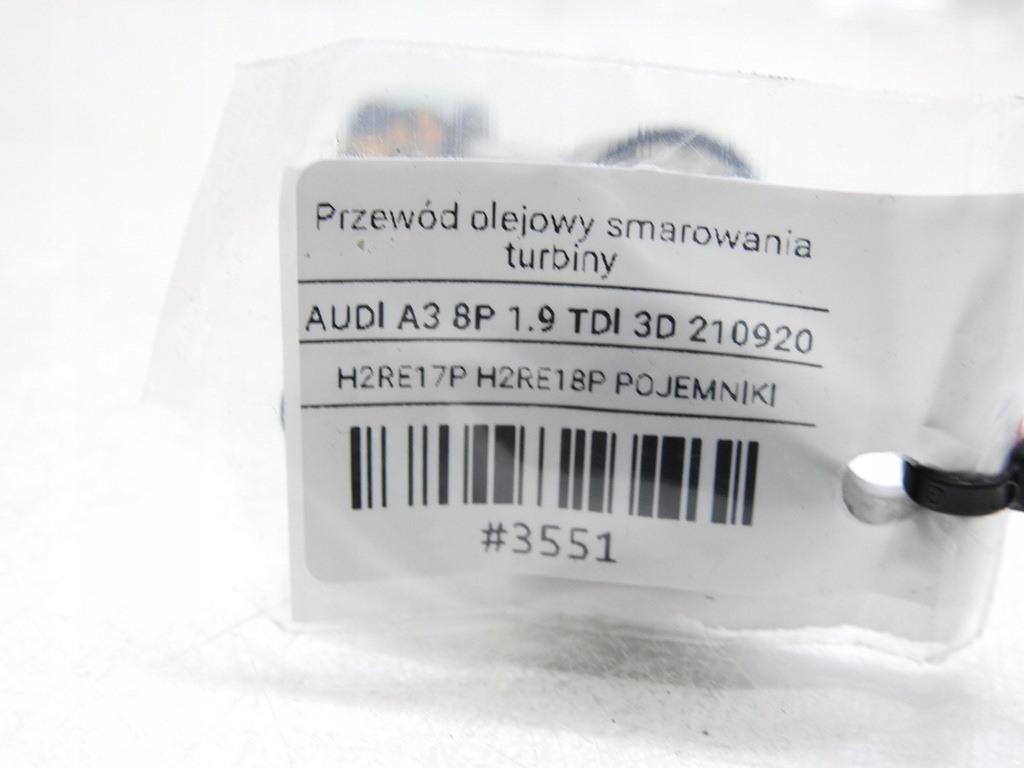 Przewód olejowy smarowania
turbiny
AUDI A3 8P 1.9 TDI 3D 210920
H2RE17P H2RE18P POJEMNIKI
#3551